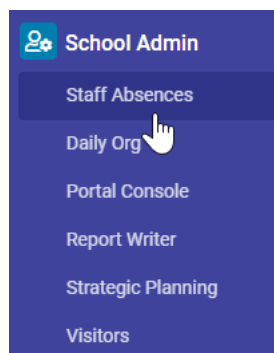 School Admin
Staff Absences
Daily Org
Portal Console
Report Writer
Strategic Planning
Visitors